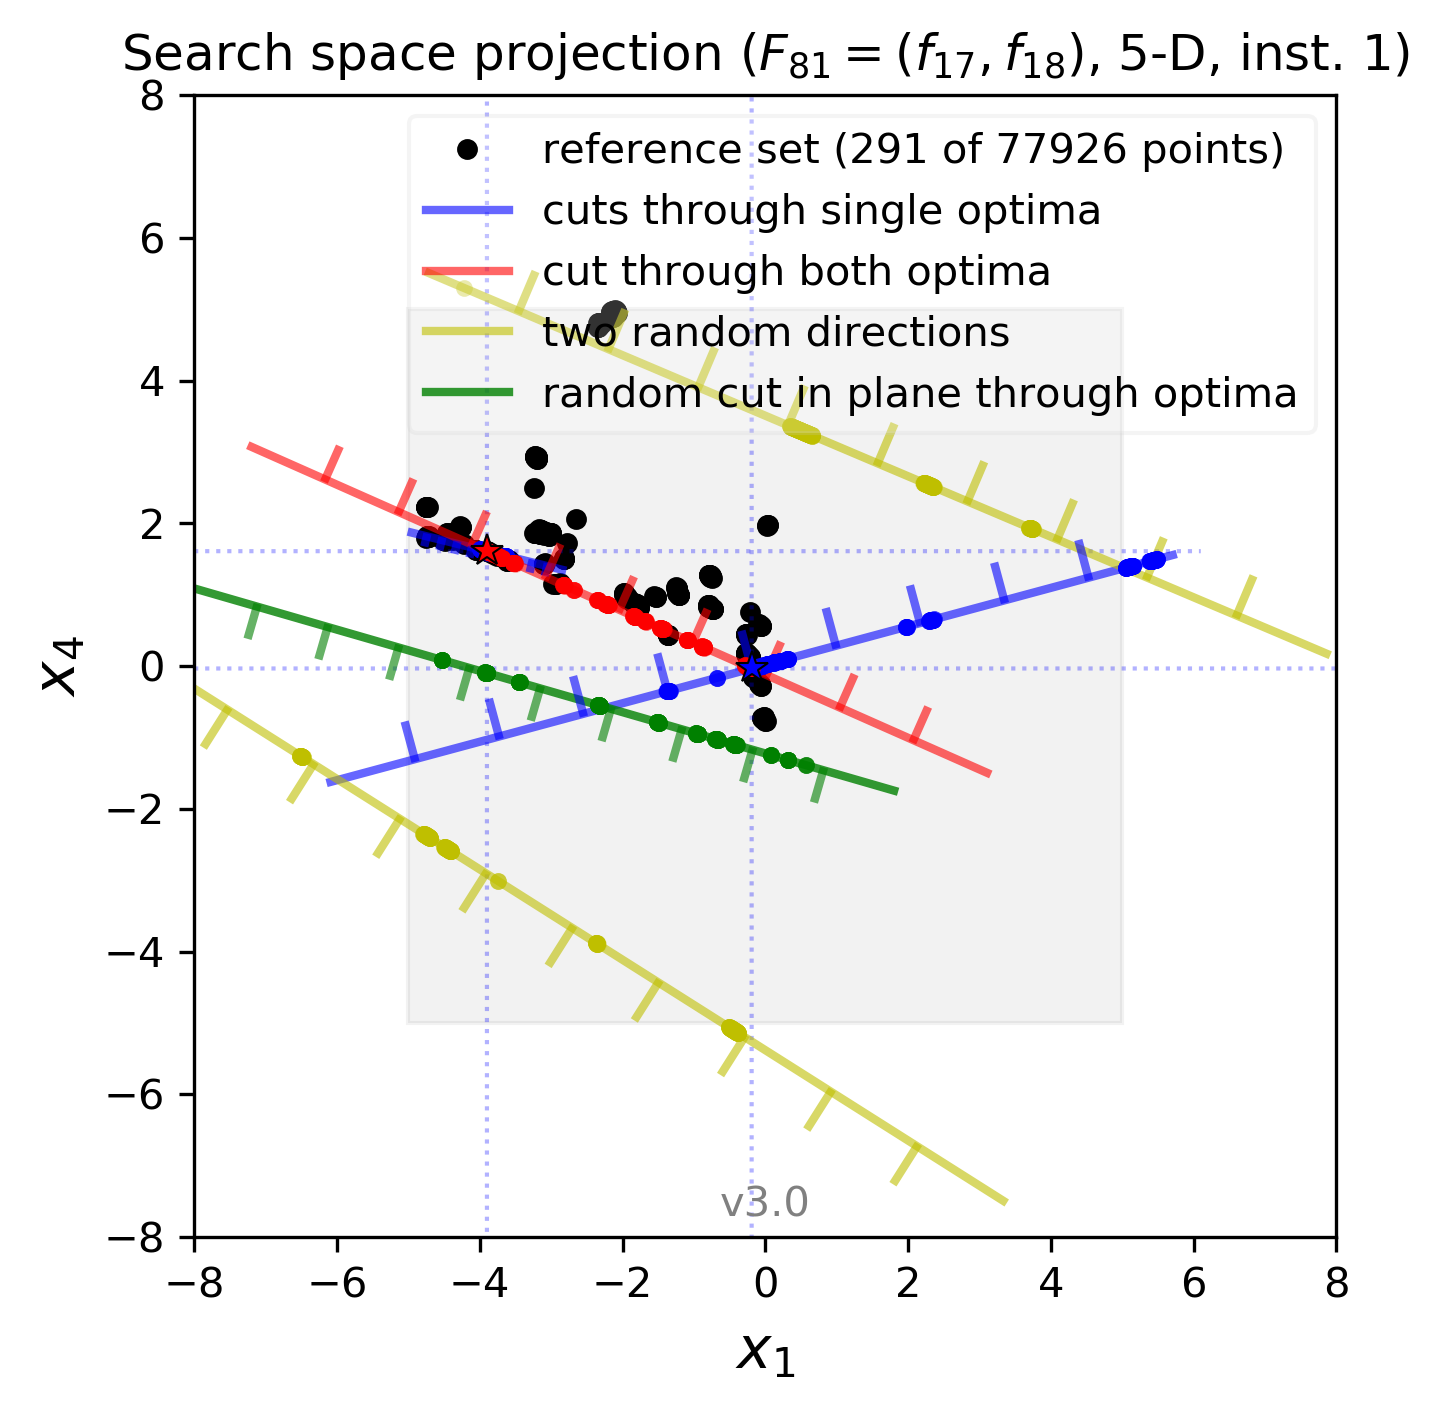 Search space projection (F₈₁ = (f₁₇, f₁₈), 5-D, inst. 1)
reference set (291 of 77926 points)
cuts through single optima
cut through both optima
two random directions
random cut in plane through optima
8
6
4
2
0
−2
−4
−6
−8
x₄
v3.0
−8 −6 −4 −2 0 2 4 6 8
x₁